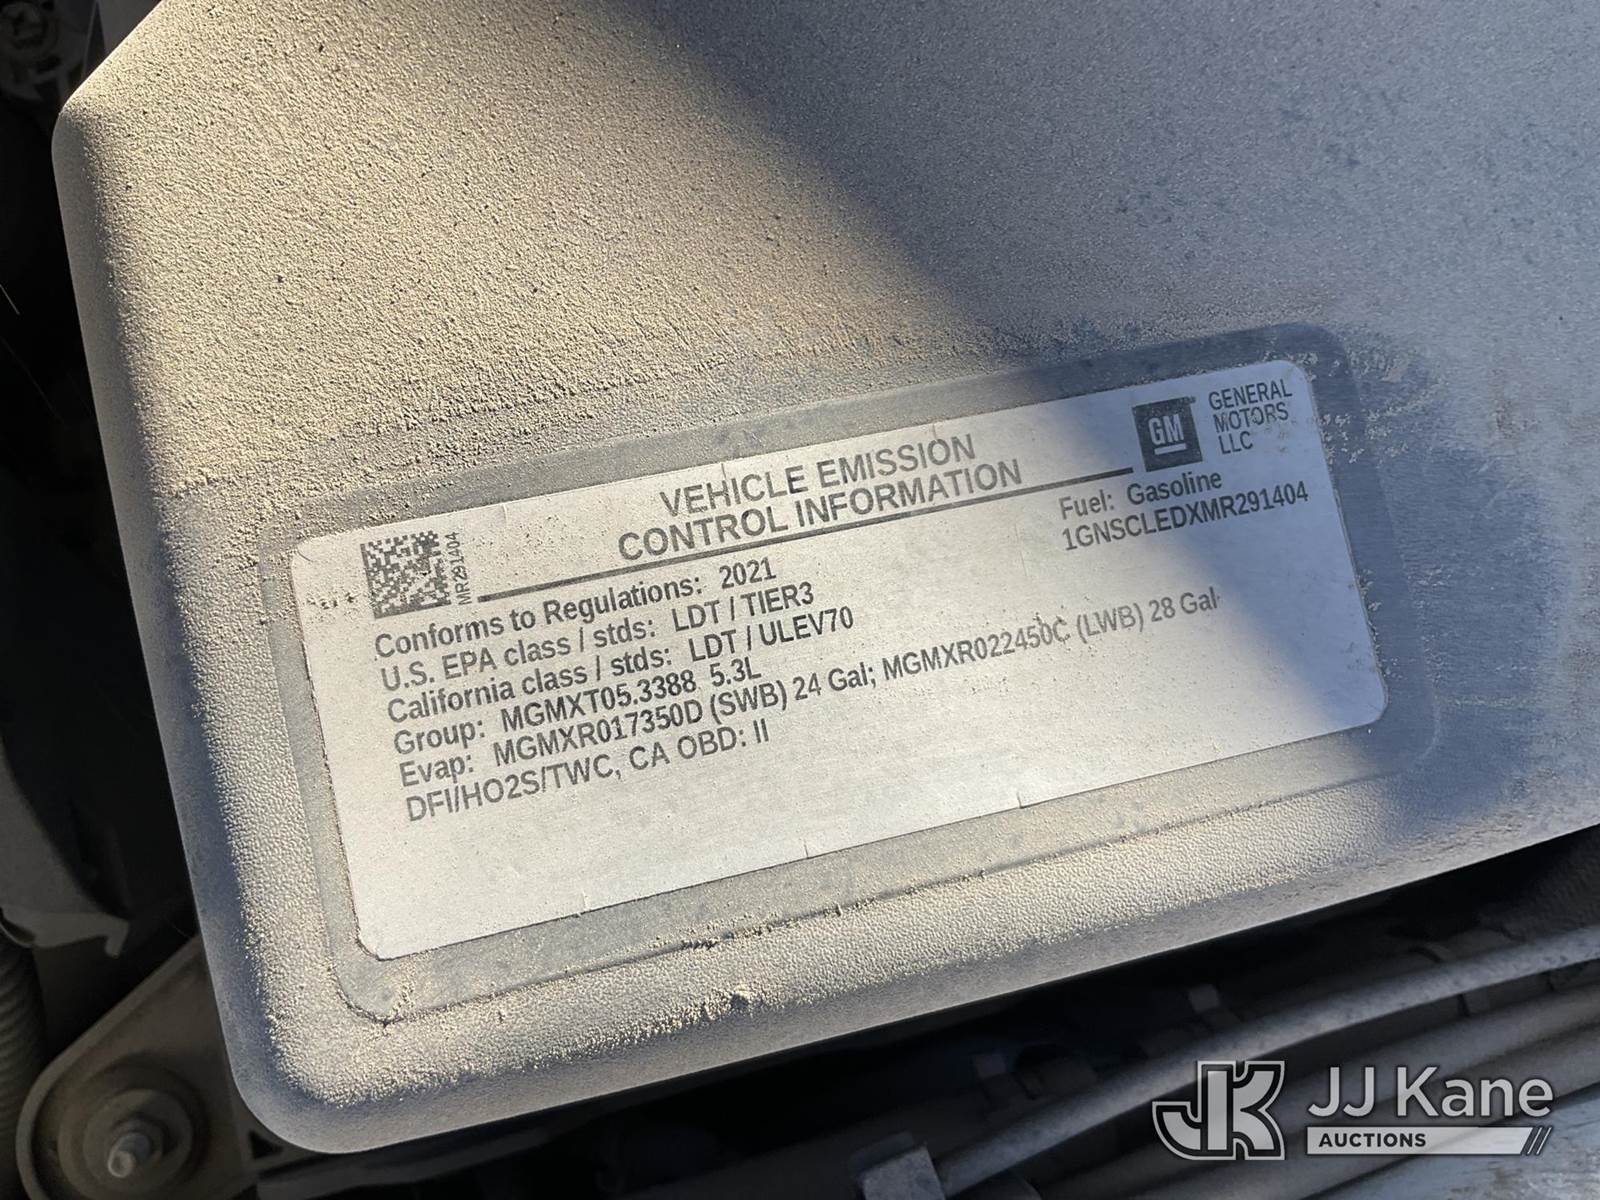 VEHICLE EMISSION
CONTROL INFORMATION
GM
GENERAL
MOTORS
LLC
MR291404
Fuel: Gasoline
1GNSCLEDXMR291404
Conforms to Regulations: 2021
U.S. EPA class / stds: LDT / TIER3
California class / stds: LDT / ULEV70
Group: MGMXT05.3388 5.3L
Evap: MGMXR017350D (SWB) 24 Gal; MGMXR022450C (LWB) 28 Gal
DFI/HO2S/TWC, CA OBD: II
JK JJ Kane
AUCTIONS